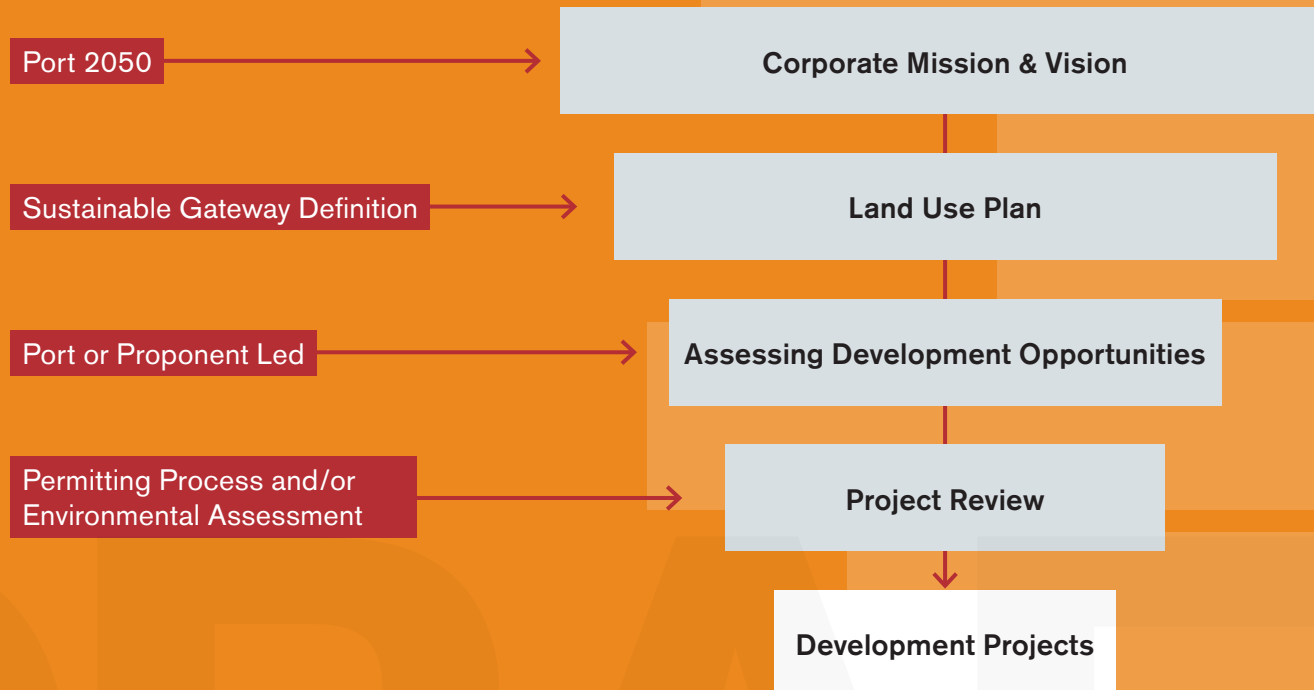 Port 2050
Corporate Mission & Vision
Sustainable Gateway Definition
Land Use Plan
Port or Proponent Led
Assessing Development Opportunities
Permitting Process and/or
Environmental Assessment
Project Review
Development Projects